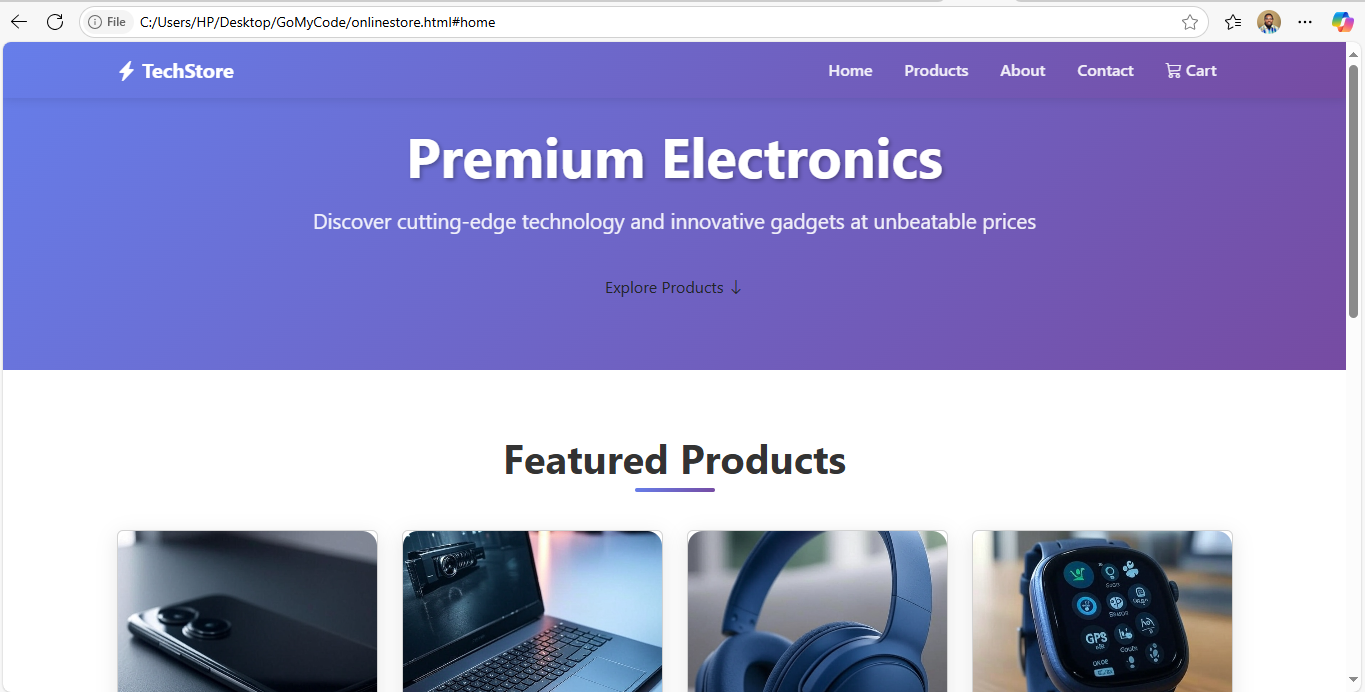 File
C:/Users/HP/Desktop/GoMyCode/onlinestore.html#home
TechStore
Home Products About Contact Cart
Premium Electronics
Discover cutting-edge technology and innovative gadgets at unbeatable prices
Explore Products ↓
Featured Products
GPS